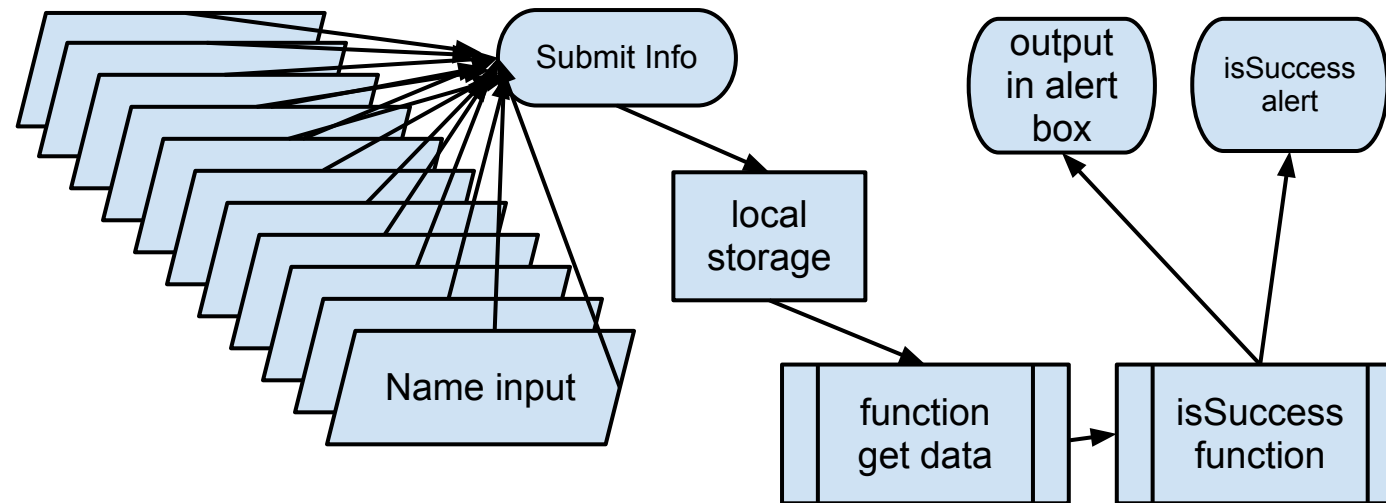 Submit Info
output
in alert
box
isSuccess
alert
local
storage
Name input
function
get data
isSuccess
function